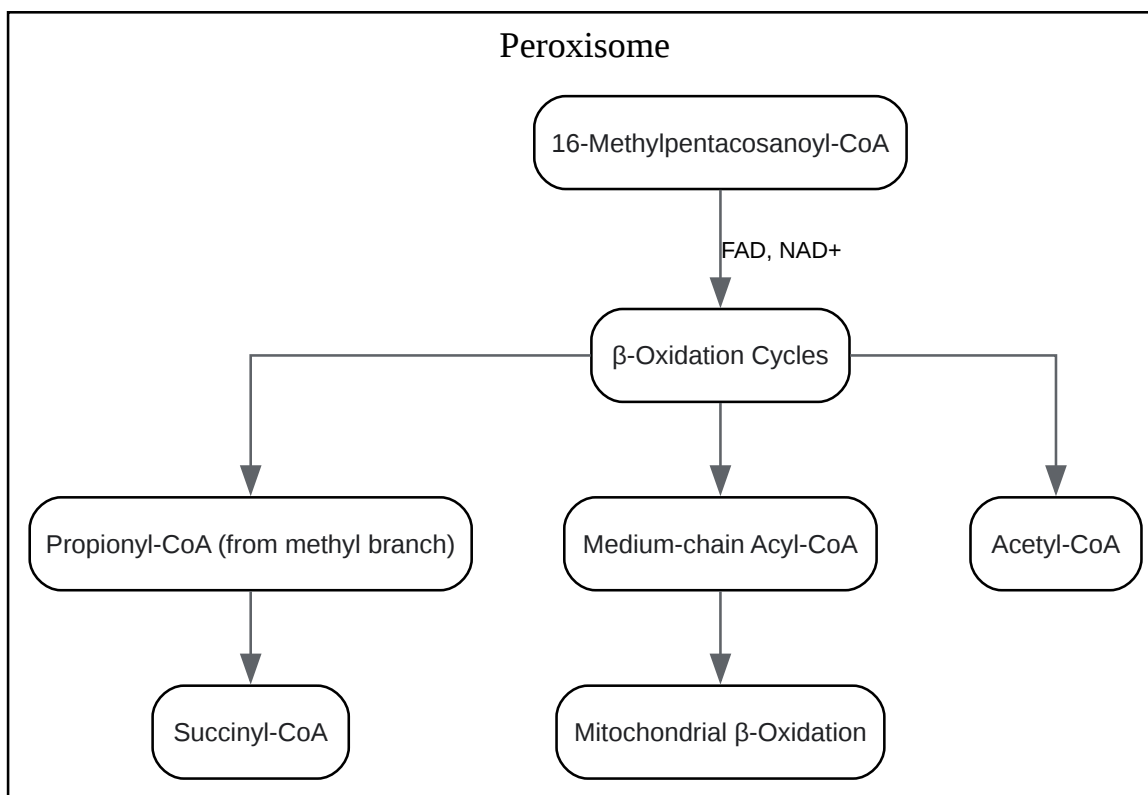 Peroxisome
16-Methylpentacosanoyl-CoA
FAD, NAD+
β-Oxidation Cycles
Propionyl-CoA (from methyl branch)
Medium-chain Acyl-CoA
Acetyl-CoA
Succinyl-CoA
Mitochondrial β-Oxidation